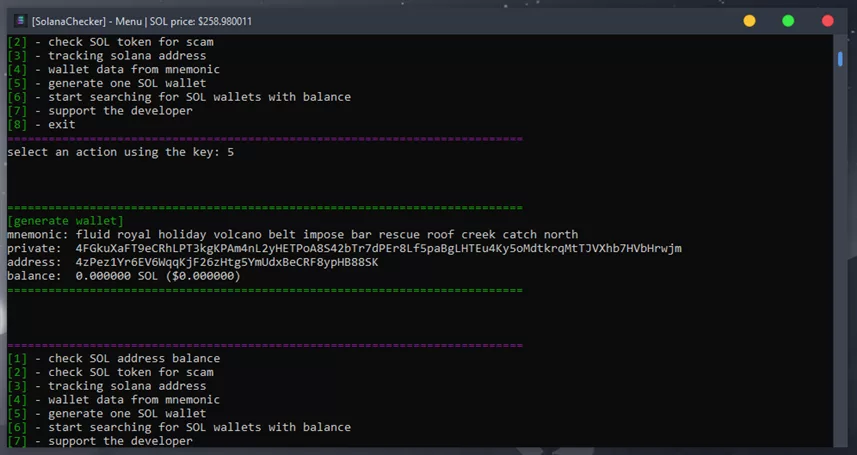 [SolanaChecker] - Menu | SOL price: $258.980011
[2] - check SOL token for scam
[3] - tracking solana address
[4] - wallet data from mnemonic
[5] - generate one SOL wallet
[6] - start searching for SOL wallets with balance
[7] - support the developer
[8] - exit
===========================================================================
select an action using the key: 5
===========================================================================
[generate wallet]
mnemonic: fluid royal holiday volcano belt impose bar rescue roof creek catch north
private:  4FGkuXaFT9eCRhLPT3kgKPAm4nL2yHETPoA8S42bTr7dPEr8Lf5paBgLHTEu4Ky5oMdtkrqMtTJVXhb7HVbHrwjm
address:  4zPez1Yr6EV6WqqKjF26zHtg5YmUdxBeCRF8ypHB88SK
balance:  0.000000 SOL ($0.000000)
===========================================================================
===========================================================================
[1] - check SOL address balance
[2] - check SOL token for scam
[3] - tracking solana address
[4] - wallet data from mnemonic
[5] - generate one SOL wallet
[6] - start searching for SOL wallets with balance
[7] - support the developer